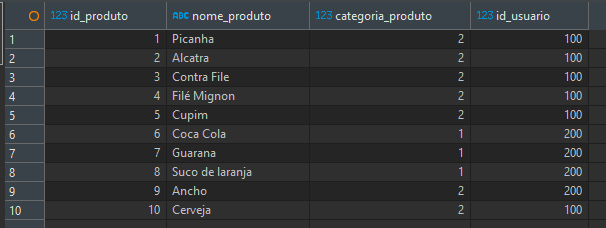 123 id_produto ABC nome_produto 123 categoria_produto 123 id_usuario
1 1 Picanha 2 100
2 2 Alcatra 2 100
3 3 Contra File 2 100
4 4 Filé Mignon 2 100
5 5 Cupim 2 100
6 6 Coca Cola 1 200
7 7 Guarana 1 200
8 8 Suco de laranja 1 200
9 9 Ancho 2 200
10 10 Cerveja 2 100